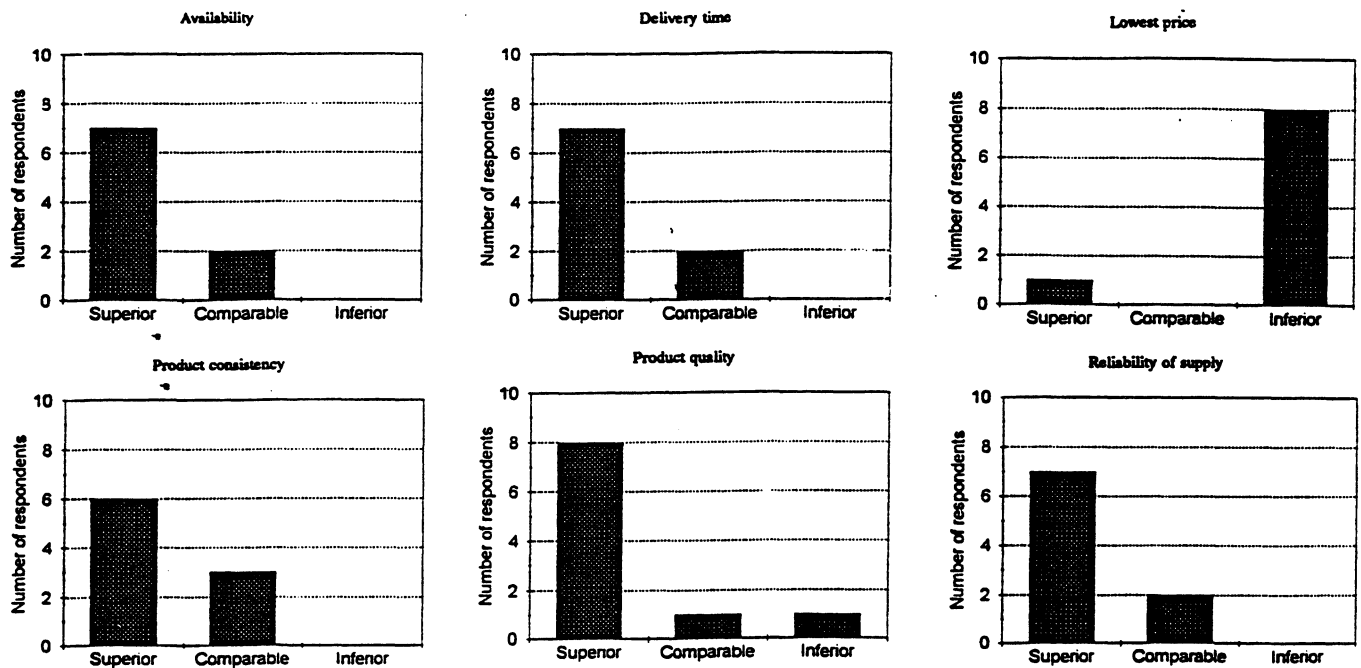 Availability
Number of respondents
10
8
6
4
2
0
Superior Comparable Inferior
Delivery time
Number of respondents
10
8
6
4
2
0
Superior Comparable Inferior
Lowest price
Number of respondents
10
8
6
4
2
0
Superior Comparable Inferior
Product consistency
Number of respondents
10
8
6
4
2
0
Superior Comparable Inferior
Product quality
Number of respondents
10
8
6
4
2
0
Superior Comparable Inferior
Reliability of supply
Number of respondents
10
8
6
4
2
0
Superior Comparable Inferior